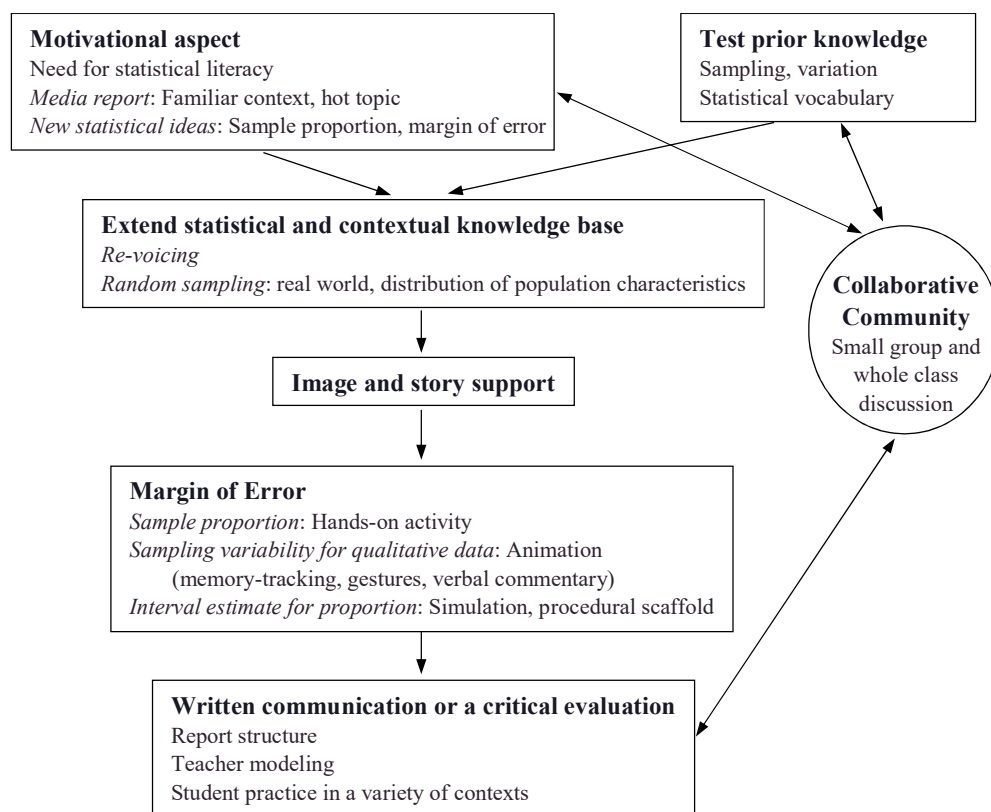 Motivational aspect
Need for statistical literacy
Media report: Familiar context, hot topic
New statistical ideas: Sample proportion, margin of error
Test prior knowledge
Sampling, variation
Statistical vocabulary
Extend statistical and contextual knowledge base
Re-voicing
Random sampling: real world, distribution of population characteristics
Collaborative
Community
Small group and
whole class
discussion
Image and story support
Margin of Error
Sample proportion: Hands-on activity
Sampling variability for qualitative data: Animation
(memory-tracking, gestures, verbal commentary)
Interval estimate for proportion: Simulation, procedural scaffold
Written communication or a critical evaluation
Report structure
Teacher modeling
Student practice in a variety of contexts